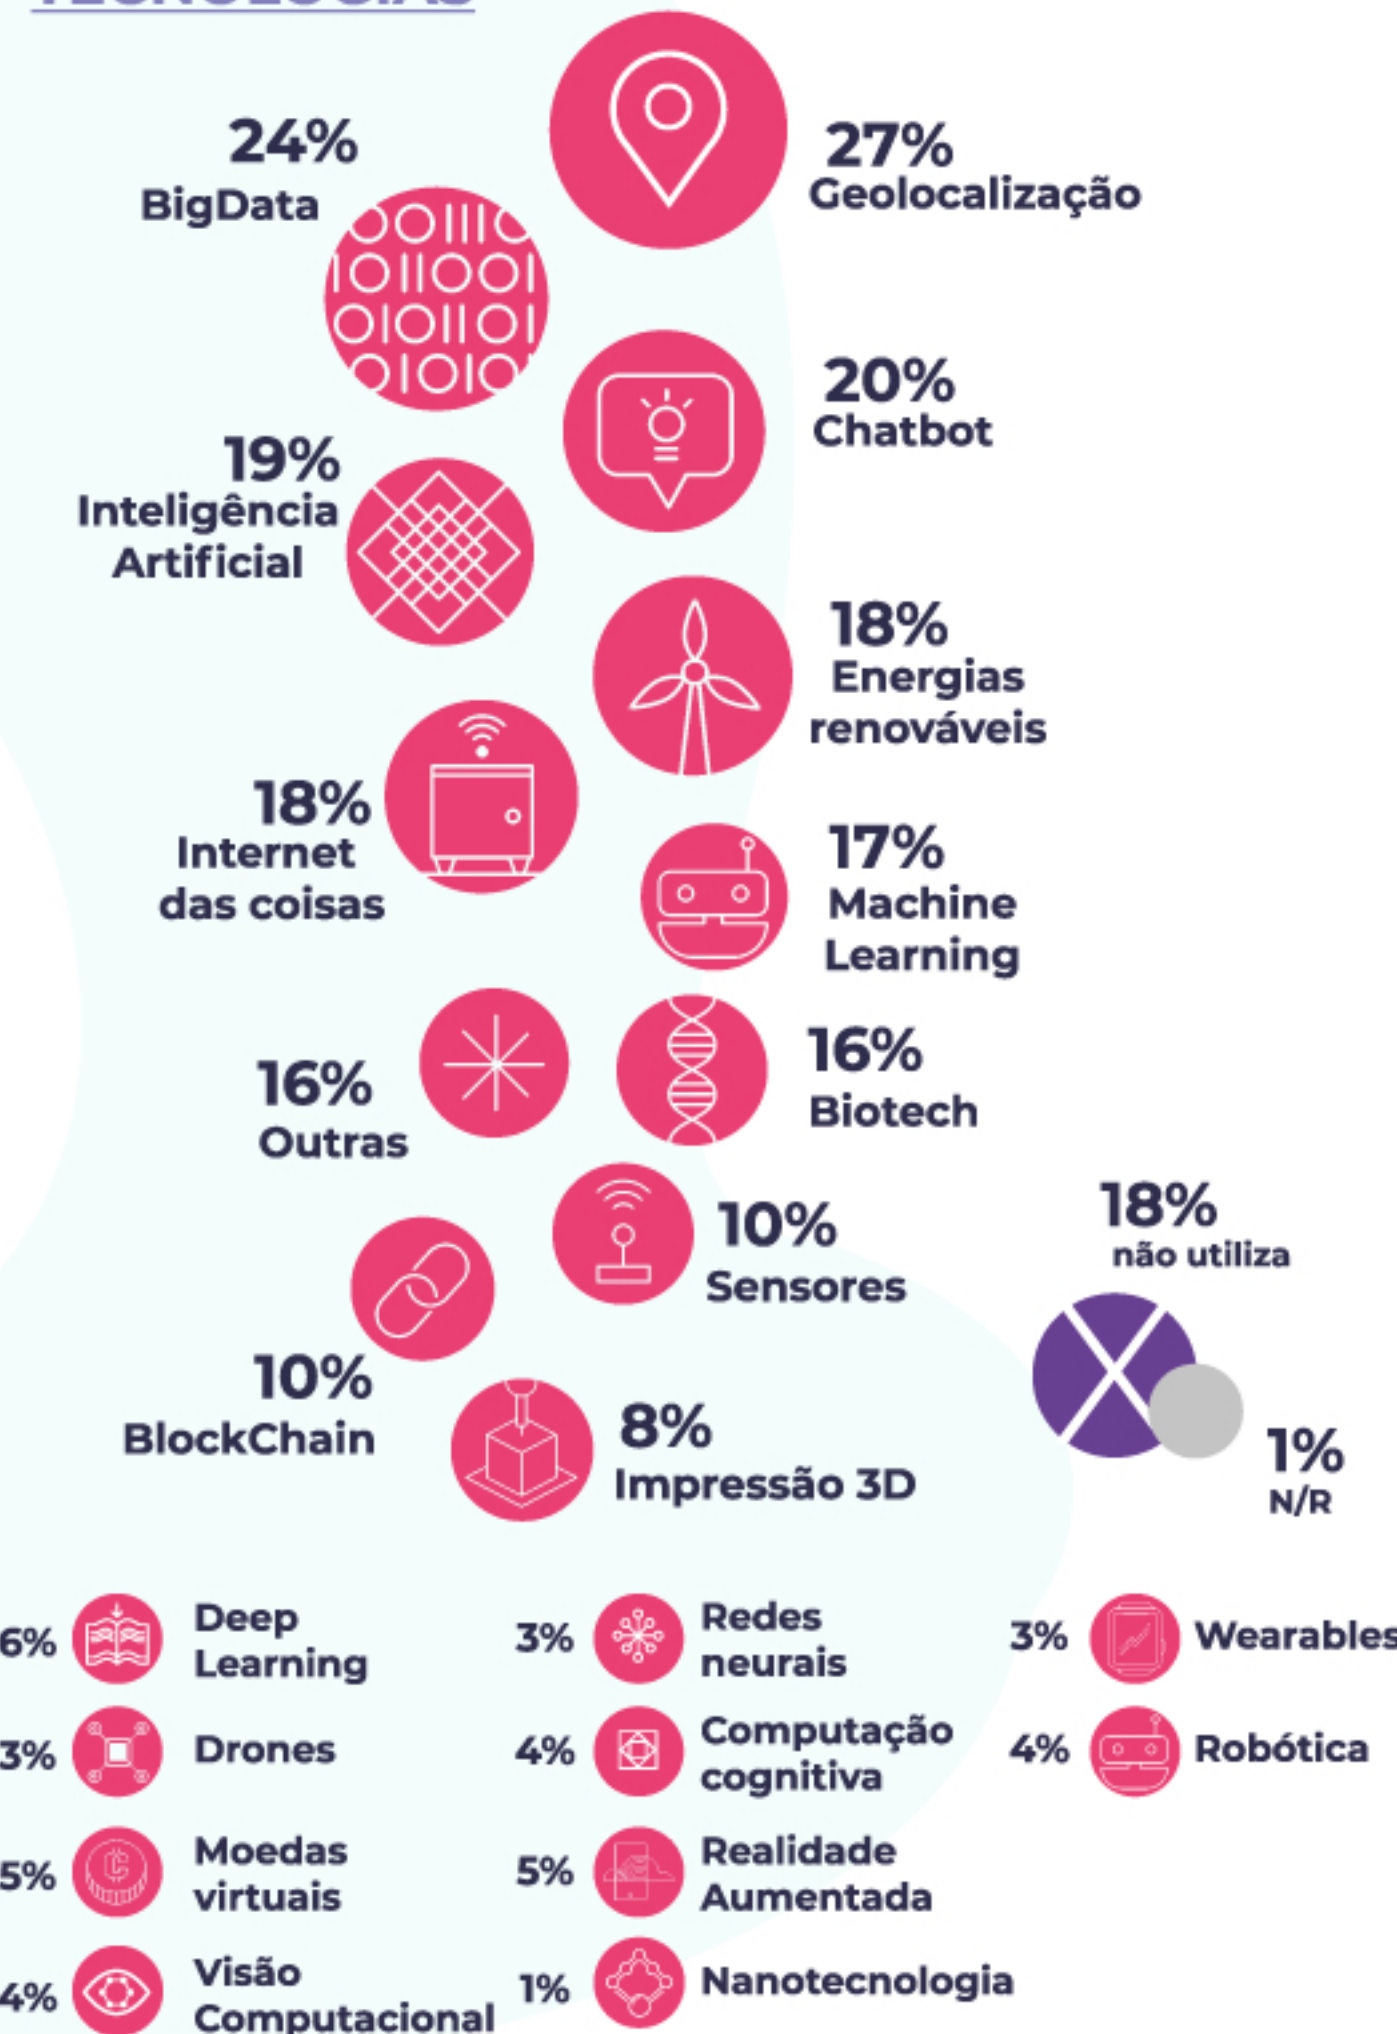 TECNOLOGIAS
24%
BigData
27%
Geolocalização
20%
Chatbot
19%
Inteligência
Artificial
18%
Energias
renováveis
18%
Internet
das coisas
17%
Machine
Learning
16%
Outras
16%
Biotech
10%
Sensores
18%
não utiliza
10%
BlockChain
8%
Impressão 3D
1%
N/R
6%
Deep
Learning
3%
Redes
neurais
3%
Wearables
3%
Drones
4%
Computação
cognitiva
4%
Robótica
5%
Moedas
virtuais
5%
Realidade
Aumentada
4%
Visão
Computacional
1%
Nanotecnologia